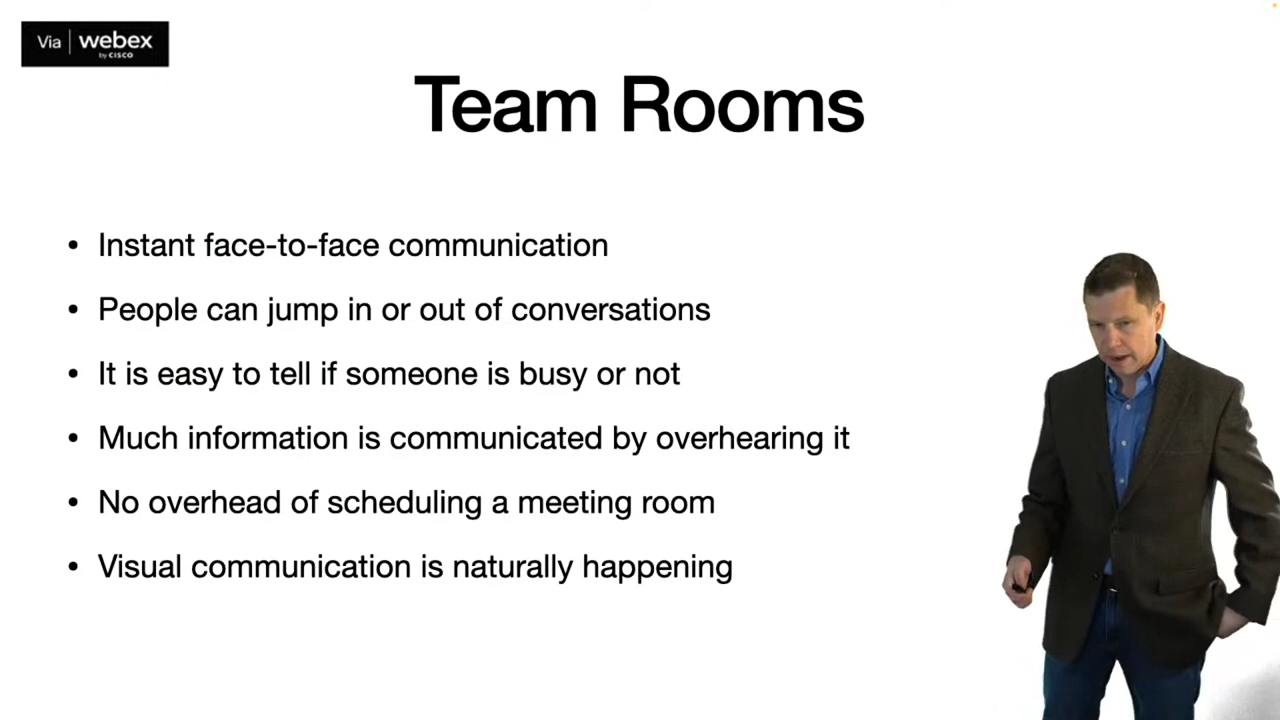 Via | webex
by CISCO
Team Rooms
• Instant face-to-face communication
• People can jump in or out of conversations
• It is easy to tell if someone is busy or not
• Much information is communicated by overhearing it
• No overhead of scheduling a meeting room
• Visual communication is naturally happening